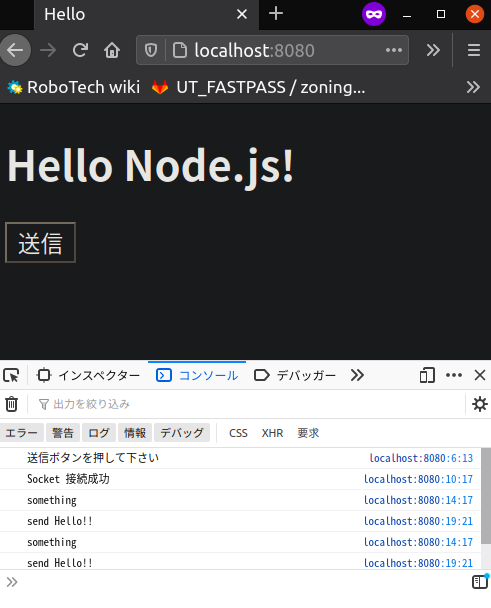 Hello
localhost:8080
RoboTech wiki UT_FASTPASS / zoning...
Hello Node.js!
送信
インスペクター コンソール デバッガー
出力を絞り込み
エラー 警告 ログ 情報 デバッグ CSS XHR 要求
送信ボタンを押して下さい localhost:8080:6:13
Socket 接続成功 localhost:8080:10:17
something localhost:8080:14:17
send Hello!! localhost:8080:19:21
something localhost:8080:14:17
send Hello!! localhost:8080:19:21